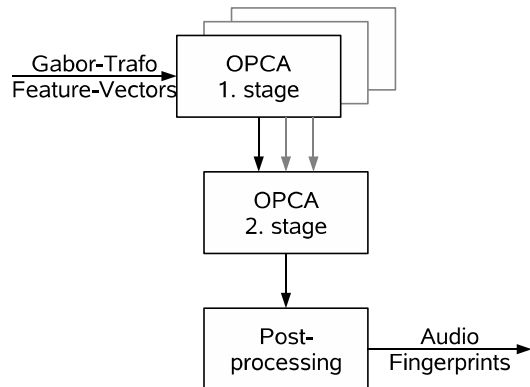 Gabor-Trafo
Feature-Vectors
OPCA
1. stage
OPCA
2. stage
Post-
processing
Audio
Fingerprints